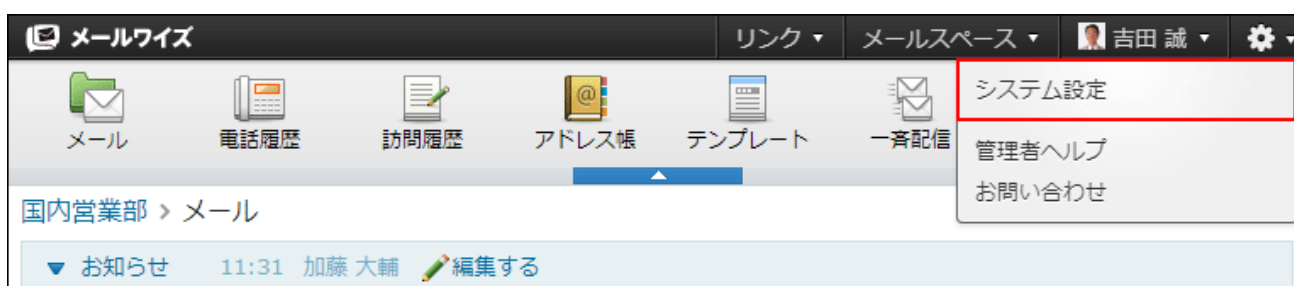 メールワイズ リンク メールスペース 吉田 誠
メール 電話履歴 訪問履歴 アドレス帳 テンプレート 一斉配信
システム設定
管理者ヘルプ
お問い合わせ
国内営業部 > メール
お知らせ 11:31 加藤 大輔 編集する